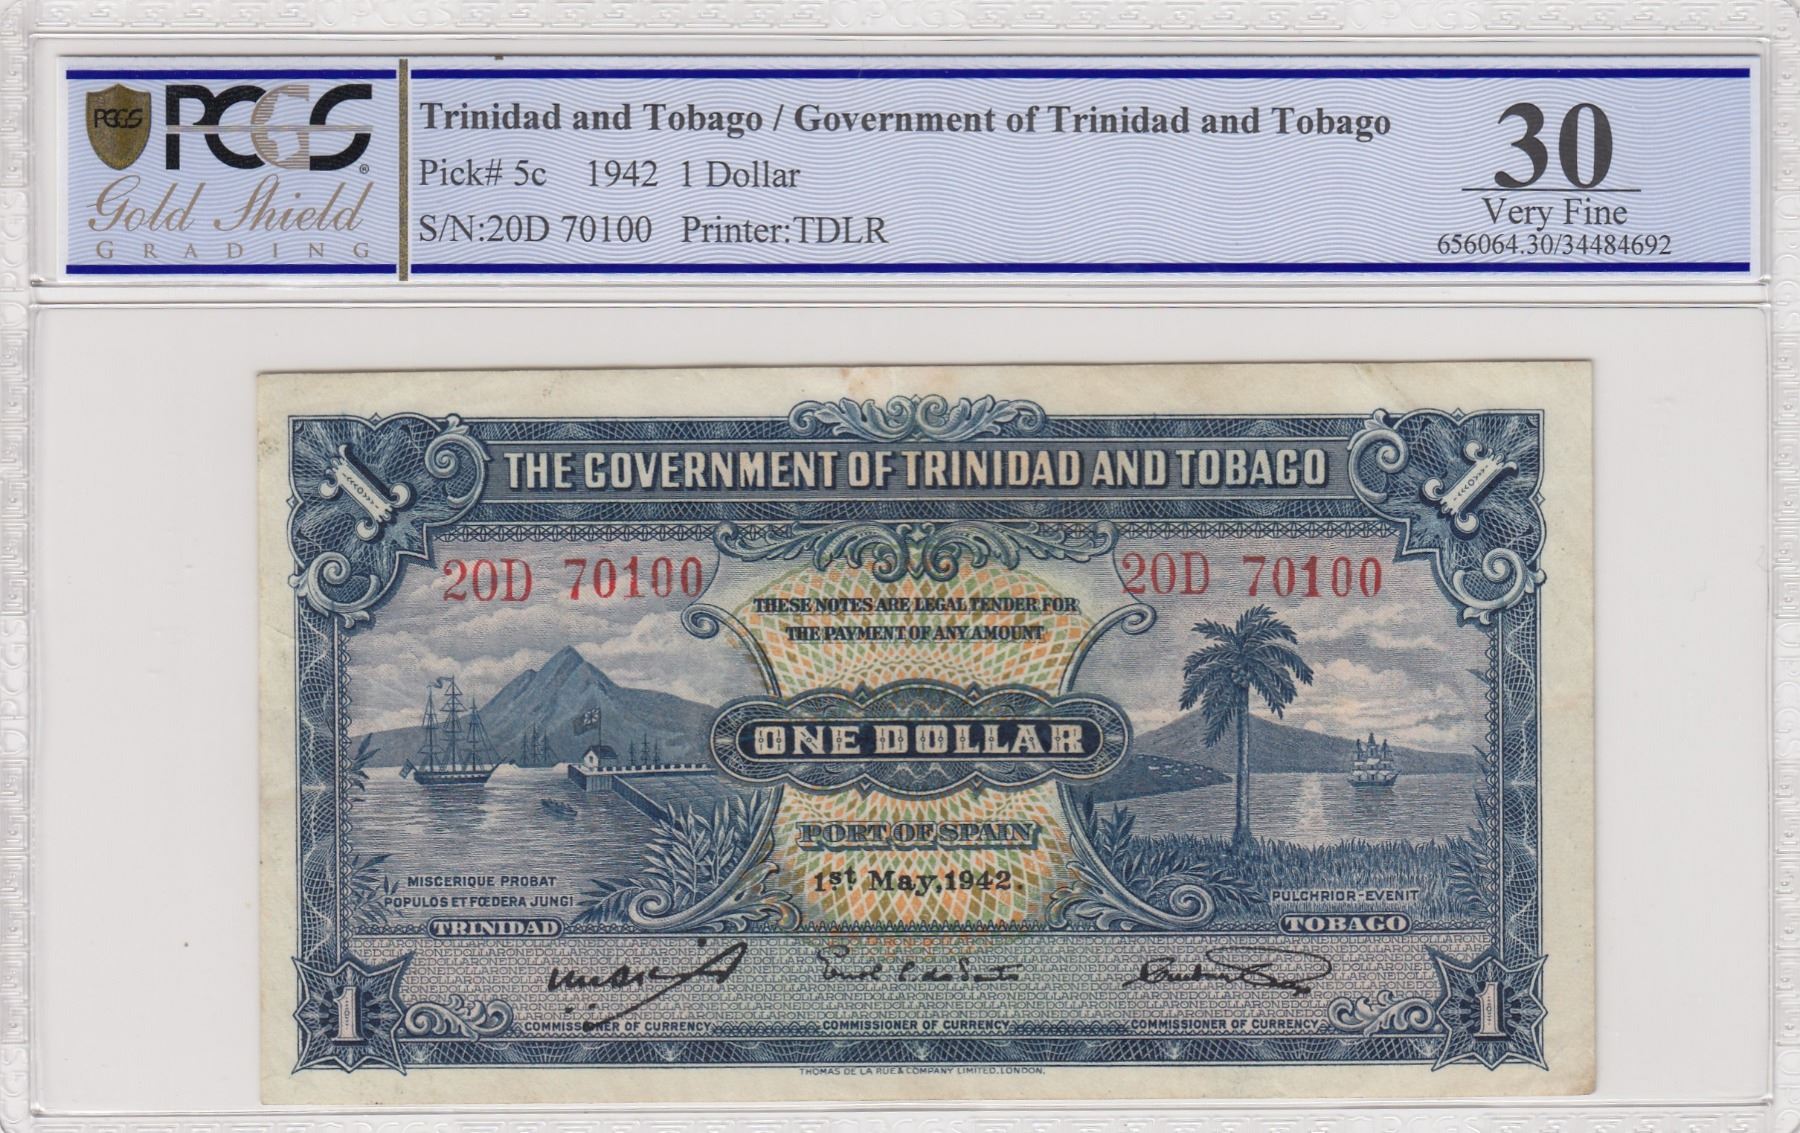 PCGS
PCGS®
Gold Shield
GRADING
Trinidad and Tobago / Government of Trinidad and Tobago
Pick# 5c 1942 1 Dollar
S/N:20D 70100 Printer:TDLR
30
Very Fine
656064.30/34484692
1 1
THE GOVERNMENT OF TRINIDAD AND TOBAGO
20D 70100 20D 70100
THESE NOTES ARE LEGAL TENDER FOR
THE PAYMENT OF ANY AMOUNT
ONE DOLLAR
PORT OF SPAIN
1st. May, 1942.
MISCERIQUE PROBAT
POPULOS ET FŒDERA JUNGI
TRINIDAD
PULCHRIOR-EVENIT
TOBAGO
COMMISSIONER OF CURRENCY COMMISSIONER OF CURRENCY COMMISSIONER OF CURRENCY
1 1
THOMAS DE LA RUE & COMPANY LIMITED, LONDON.